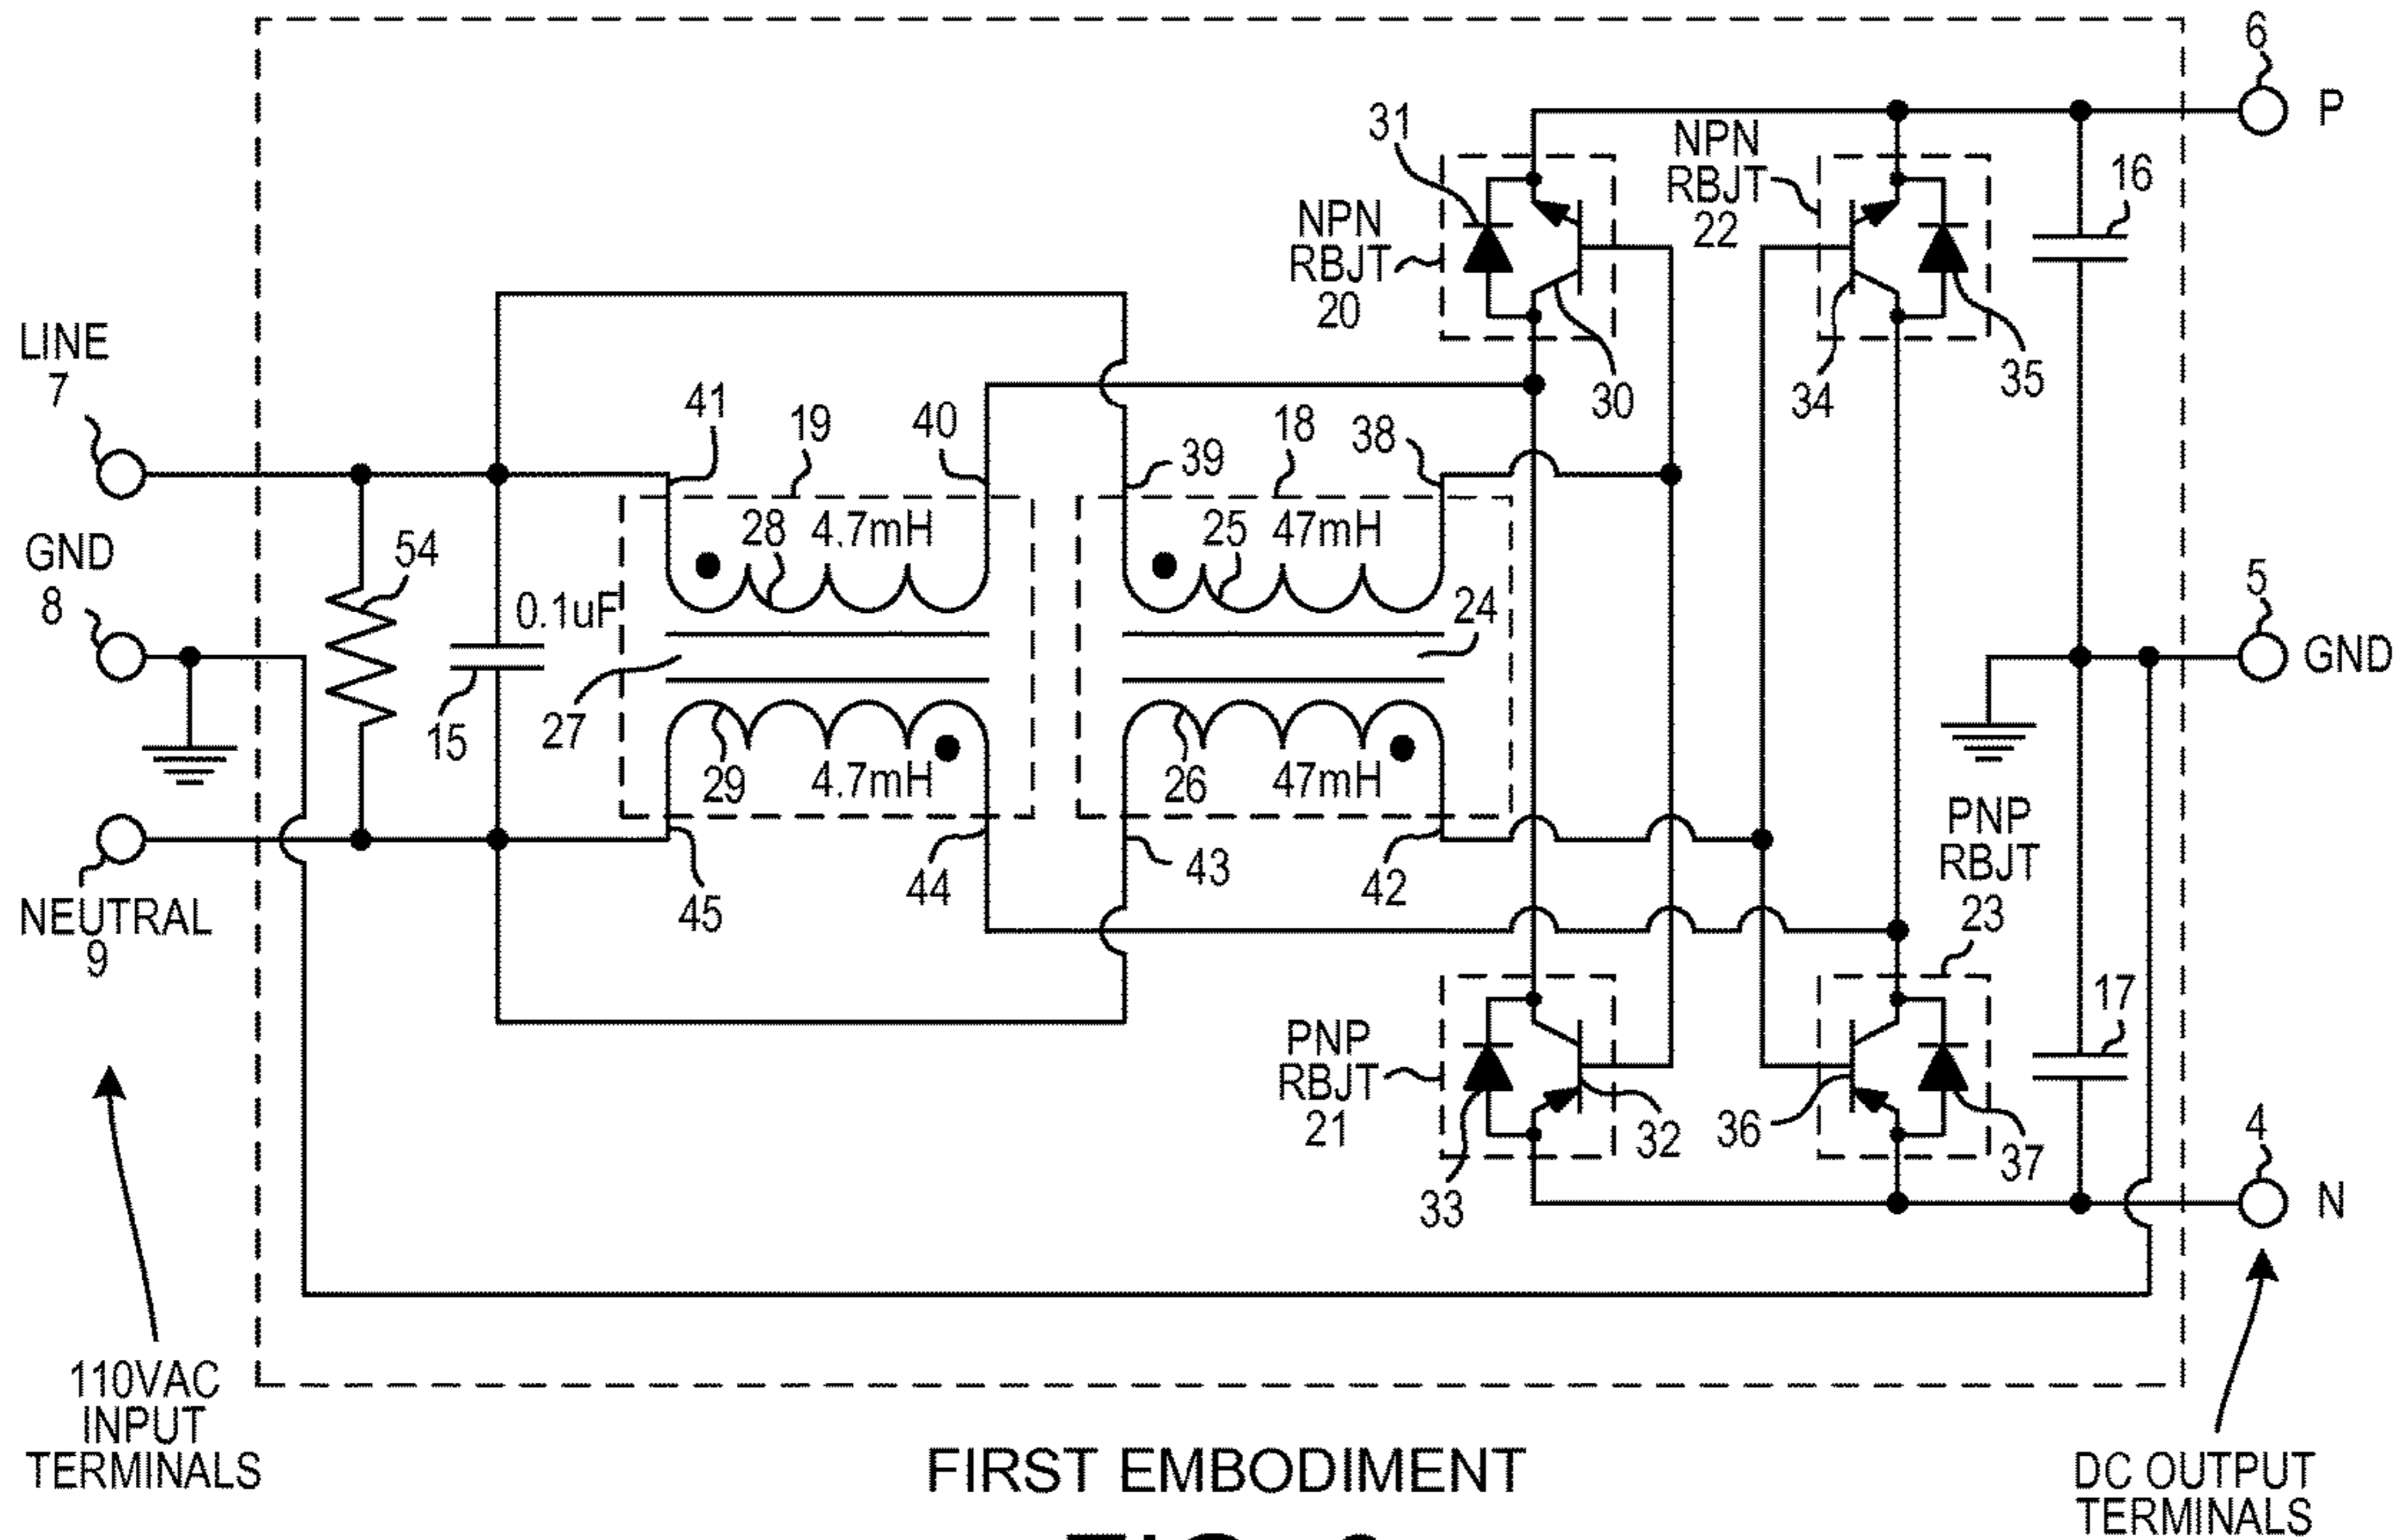 6
P
31
NPN
RBJT
22
16
NPN
RBJT
20
LINE
7
41
19
40
39
18
38
30
34
35
GND
8
54
28
4.7mH
25
47mH
24
5
GND
0.1uF
15
27
29
4.7mH
26
47mH
PNP
RBJT
23
NEUTRAL
9
45
44
43
42
17
PNP
RBJT
21
33
32
36
37
4
N
110VAC
INPUT
TERMINALS
DC OUTPUT
TERMINALS
FIRST EMBODIMENT